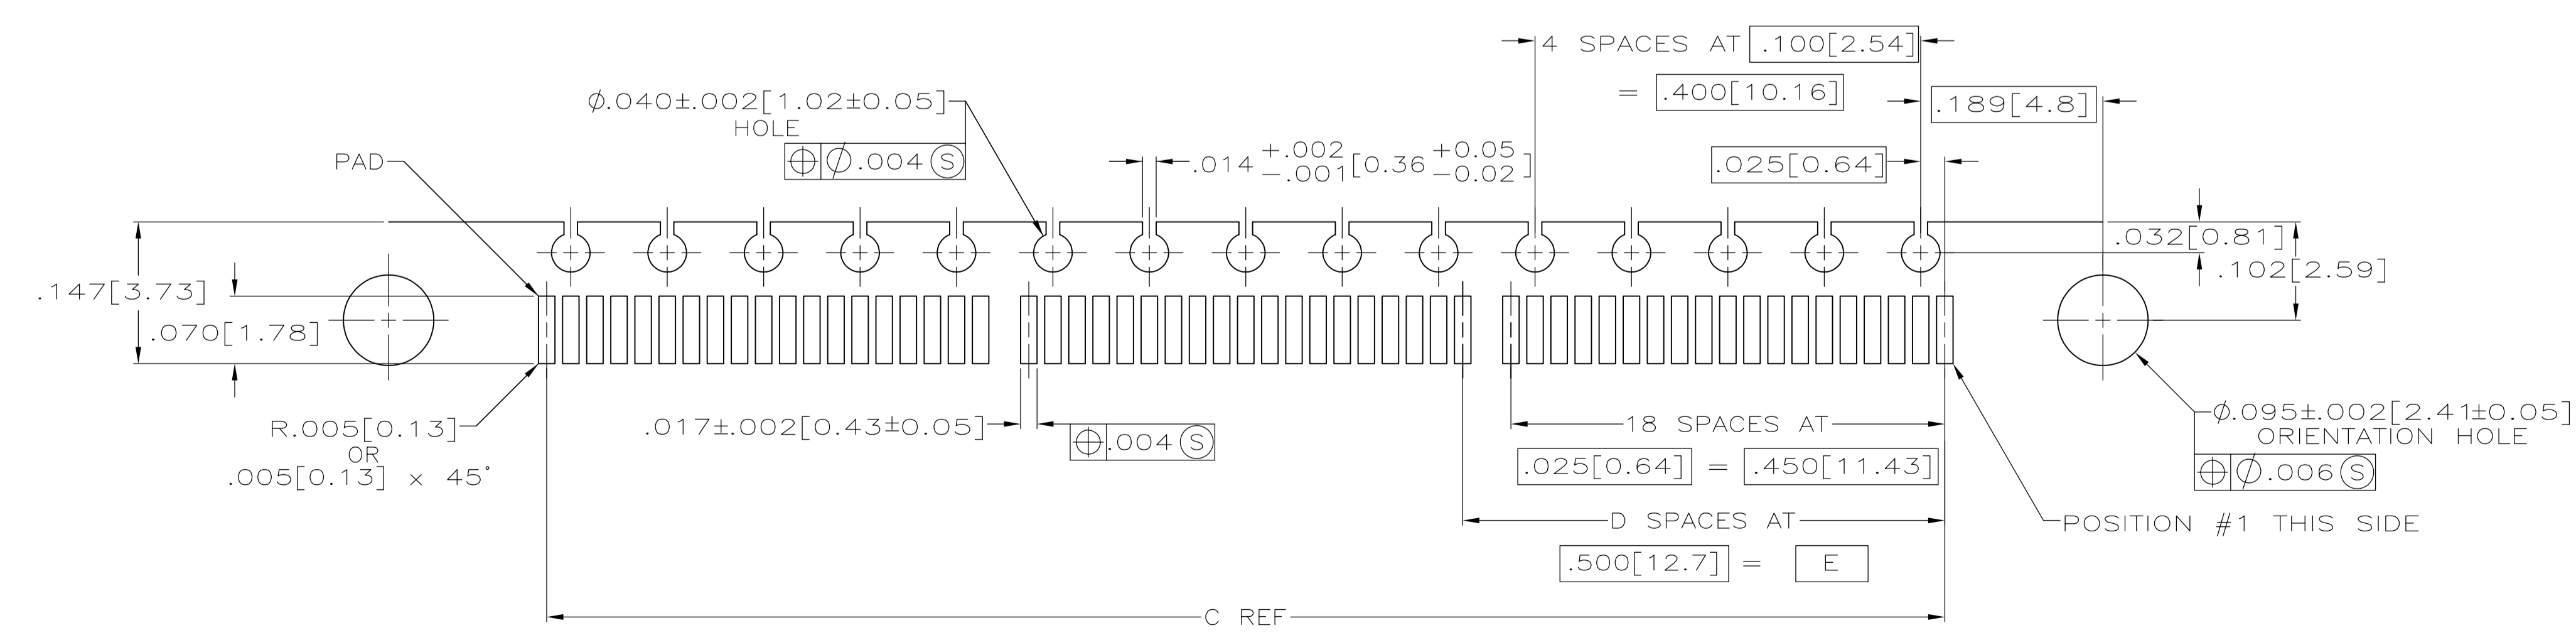 4 SPACES AT .100[2.54]
= .400[10.16]
Ø.040±.002[1.02±0.05]
HOLE
⌖ Ø.004 Ⓢ
.189[4.8]
PAD
.014 +.002 -.001 [0.36 +0.05 -0.02]
.025[0.64]
.032[0.81]
.102[2.59]
.147[3.73]
.070[1.78]
R.005[0.13]
OR
.005[0.13] × 45°
.017±.002[0.43±0.05]
⌖ .004 Ⓢ
18 SPACES AT
.025[0.64] = .450[11.43]
Ø.095±.002[2.41±0.05]
ORIENTATION HOLE
⌖ Ø.006 Ⓢ
D SPACES AT
.500[12.7] = E
POSITION #1 THIS SIDE
C REF